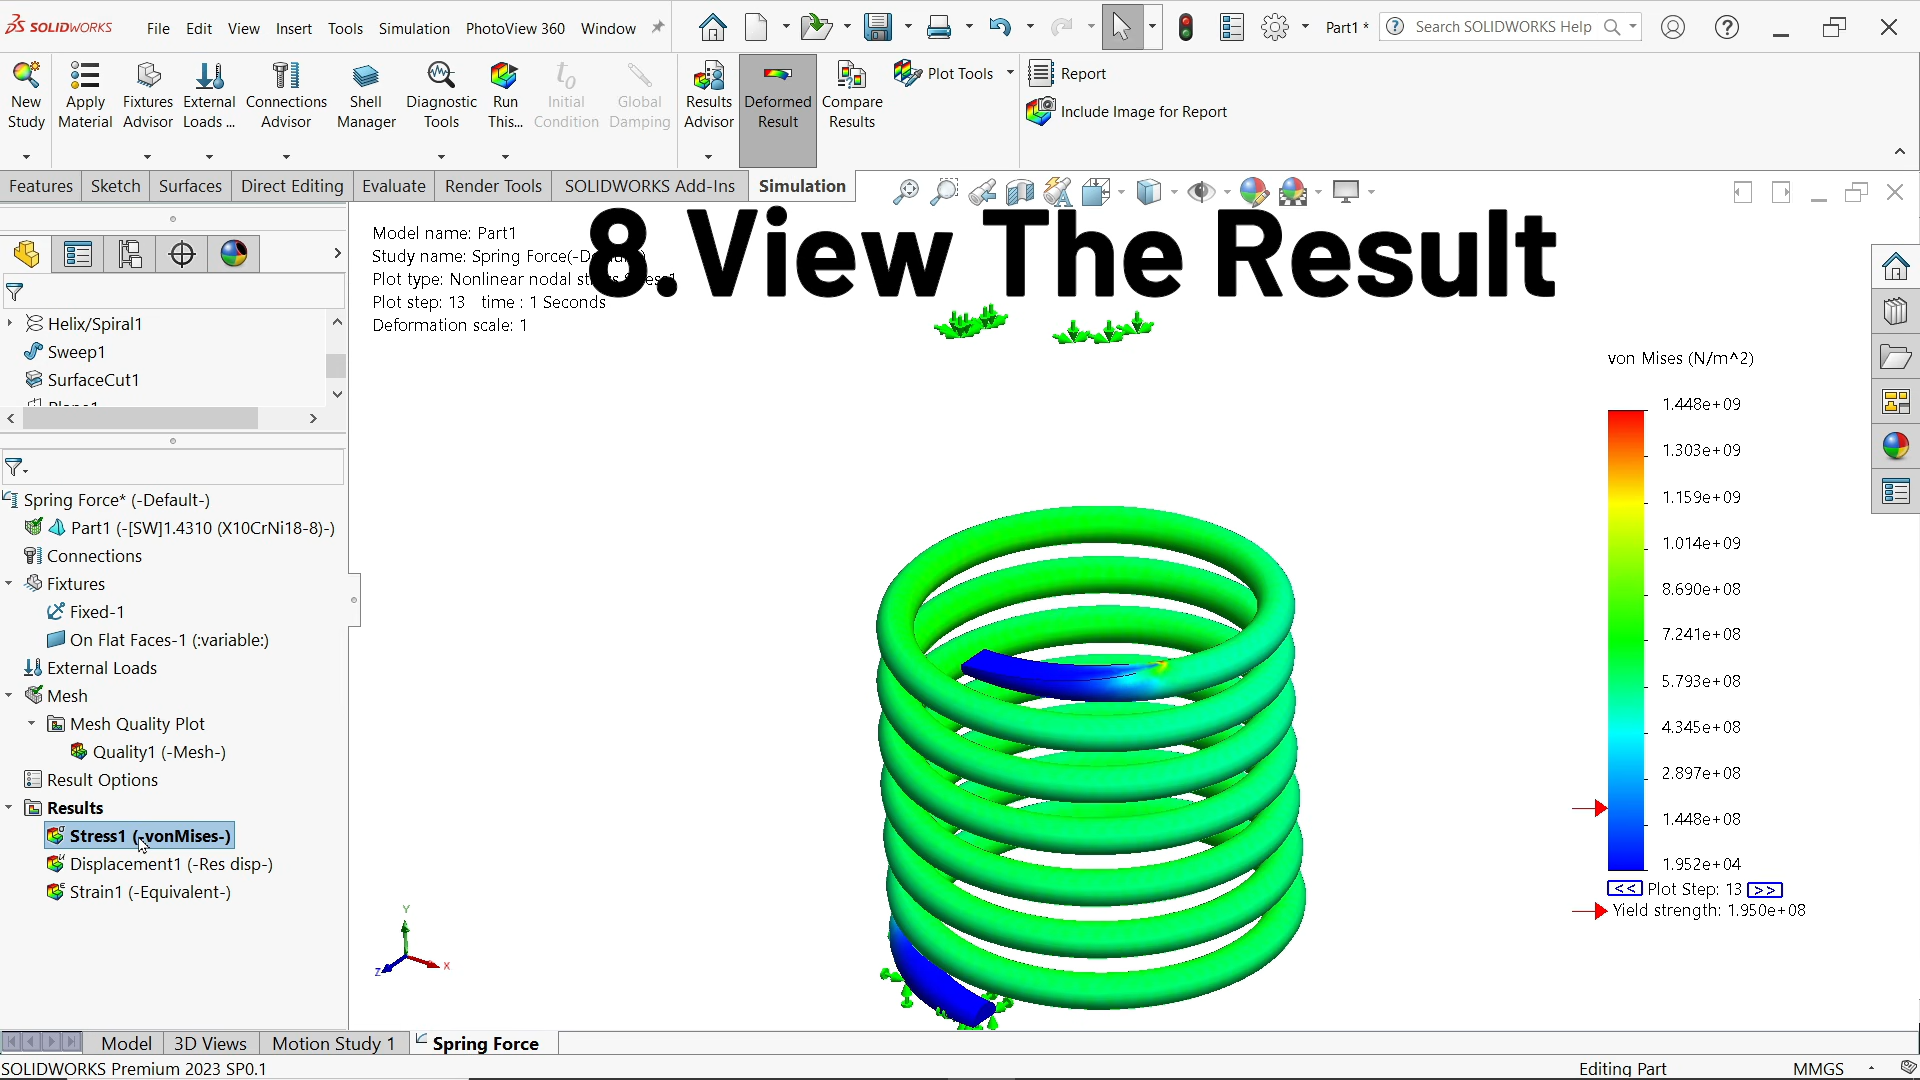 SOLIDWORKS File Edit View Insert Tools Simulation PhotoView 360 Window Part1 * Search SOLIDWORKS Help
New Study
Apply Material
Fixtures Advisor
External Loads ...
Connections Advisor
Shell Manager
Diagnostic Tools
Run This...
Initial Condition
Global Damping
Results Advisor
Deformed Result
Compare Results
Plot Tools
Report
Include Image for Report
Features Sketch Surfaces Direct Editing Evaluate Render Tools SOLIDWORKS Add-Ins Simulation
8.View The Result
Model name: Part1
Study name: Spring Force(-D
Plot type: Nonlinear nodal
Plot step: 13 time : 1 Seconds
Deformation scale: 1
Helix/Spiral1
Sweep1
SurfaceCut1
Spring Force* (-Default-)
Part1 (-[SW]1.4310 (X10CrNi18-8)-)
Connections
Fixtures
Fixed-1
On Flat Faces-1 (:variable:)
External Loads
Mesh
Mesh Quality Plot
Quality1 (-Mesh-)
Result Options
Results
Stress1 (-vonMises-)
Displacement1 (-Res disp-)
Strain1 (-Equivalent-)
von Mises (N/m^2)
1.448e+09
1.303e+09
1.159e+09
1.014e+09
8.690e+08
7.241e+08
5.793e+08
4.345e+08
2.897e+08
1.448e+08
1.952e+04
<< Plot Step: 13 >>
Yield strength: 1.950e+08
Y
Z X
Model 3D Views Motion Study 1 Spring Force
SOLIDWORKS Premium 2023 SP0.1 Editing Part MMGS